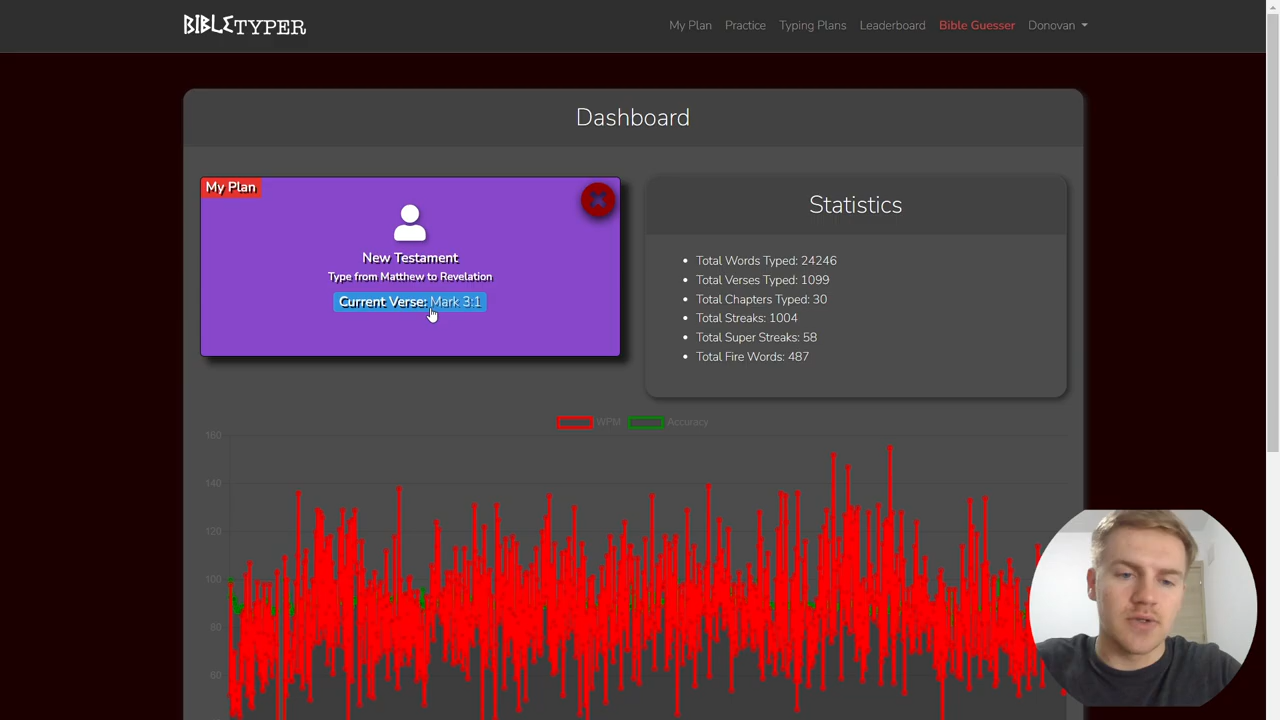 BIBLETYPER
My Plan Practice Typing Plans Leaderboard Bible Guesser Donovan
Dashboard
My Plan
New Testament
Type from Matthew to Revelation
Current Verse: Mark 3:1
Statistics
Total Words Typed: 24246
Total Verses Typed: 1099
Total Chapters Typed: 30
Total Streaks: 1004
Total Super Streaks: 58
Total Fire Words: 487
WPM Accuracy
160
140
120
100
80
60